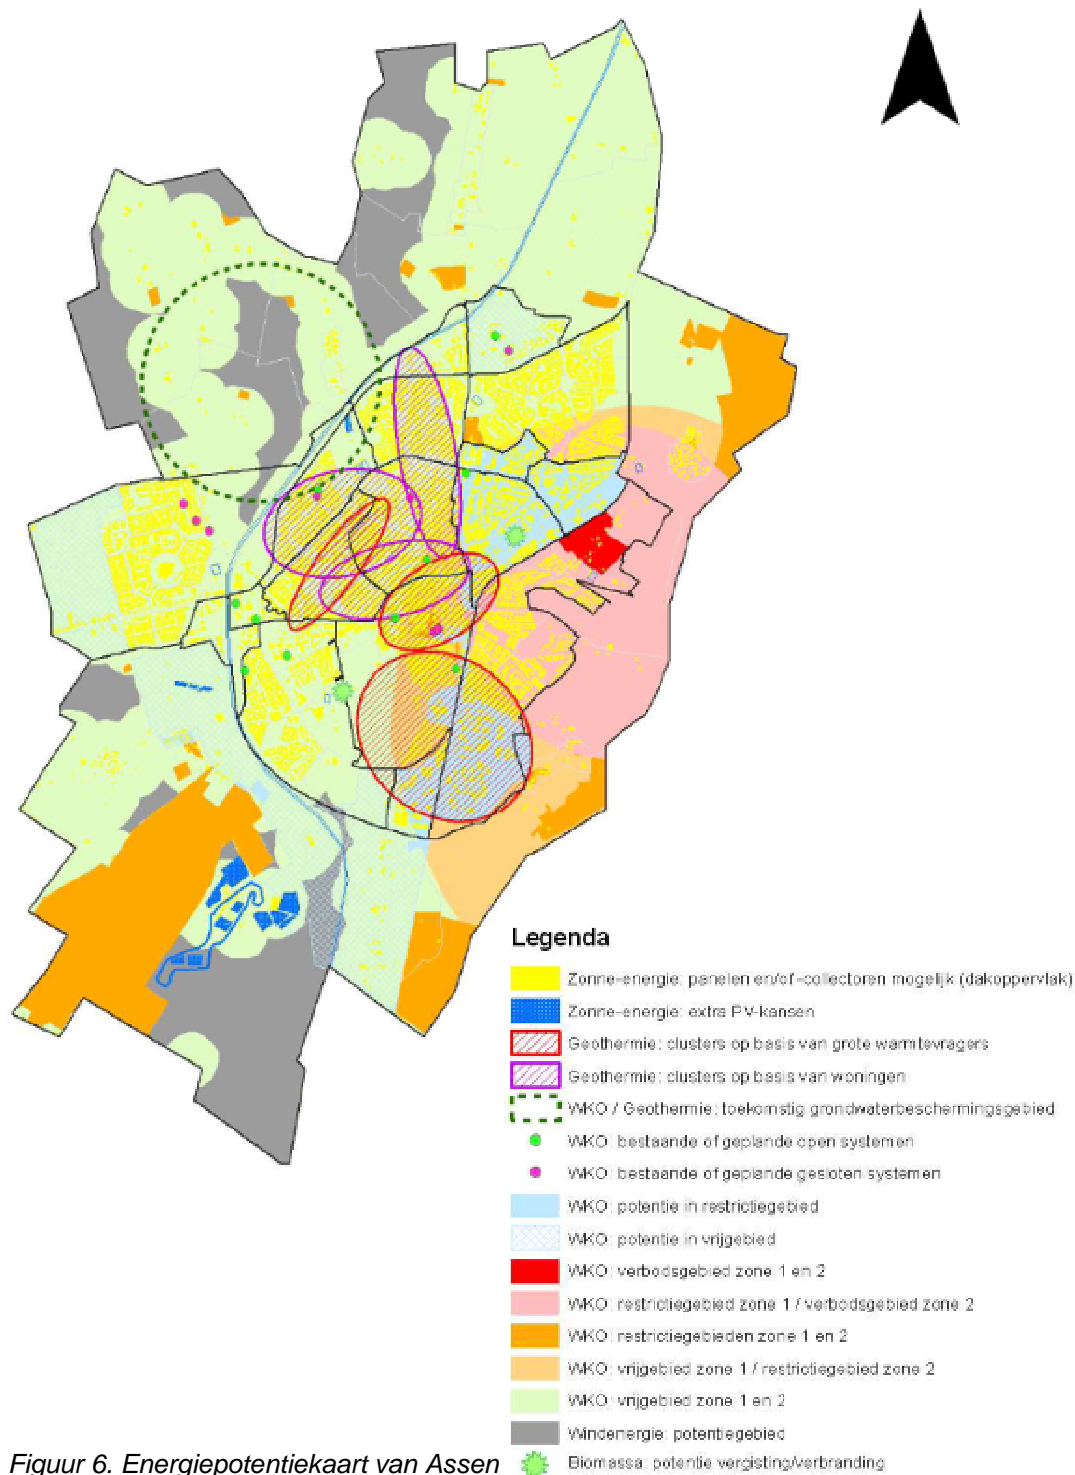 Legenda
Zonne-energie: panelen en/of -collectoren mogelijk (dakoppervlak)
Zonne-energie: extra PV-kansen
Geothermie: clusters op basis van grote warmtevragers
Geothermie: clusters op basis van woningen
WKO / Geothermie: toekomstig grondwaterbeschermingsgebied
WKO: bestaande of geplande open systemen
WKO: bestaande of geplande gesloten systemen
WKO: potentie in restrictiegebied
WKO: potentie in vrijgebied
WKO: verbodsgebied zone 1 en 2
WKO: restrictiegebied zone 1 / verbodsgebied zone 2
WKO: restrictiegebieden zone 1 en 2
WKO: vrijgebied zone 1 / restrictiegebied zone 2
WKO: vrijgebied zone 1 en 2
Windenergie: potentiegebied
Biomassa: potentie vergisting/verbranding
Figuur 6. Energiepotentiekaart van Assen